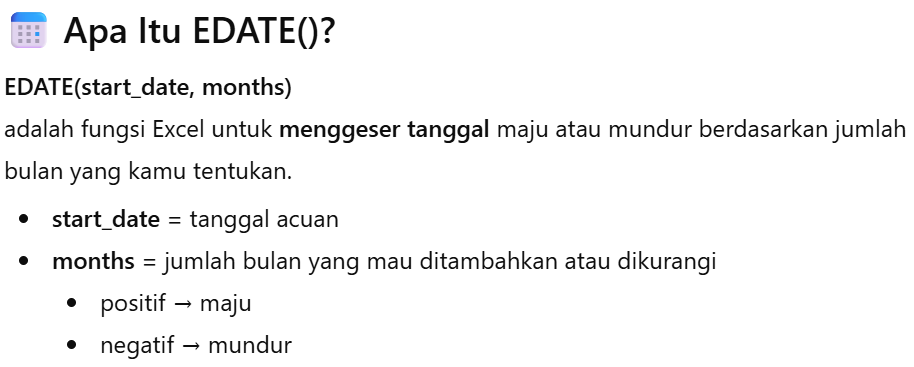 Apa Itu EDATE()?
EDATE(start_date, months)
adalah fungsi Excel untuk menggeser tanggal maju atau mundur berdasarkan jumlah
bulan yang kamu tentukan.
• start_date = tanggal acuan
• months = jumlah bulan yang mau ditambahkan atau dikurangi
• positif → maju
• negatif → mundur